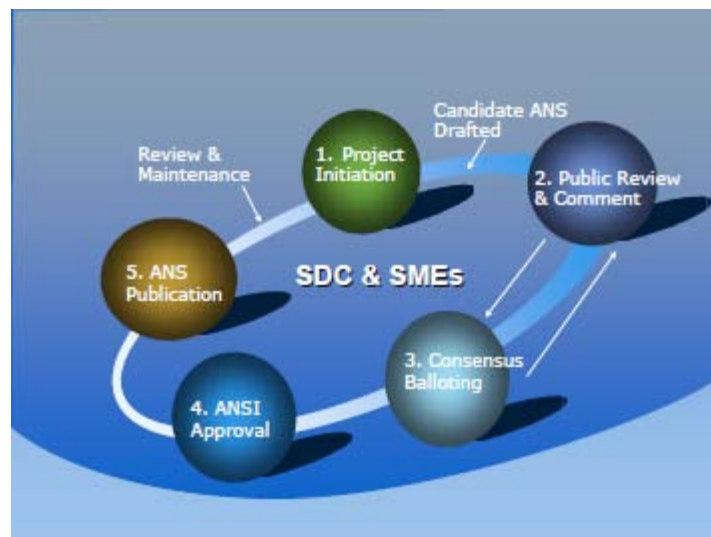 Candidate ANS
Drafted
Review &
Maintenance
1. Project
Initiation
2. Public Review
& Comment
5. ANS
Publication
SDC & SMEs
3. Consensus
Balloting
4. ANSI
Approval